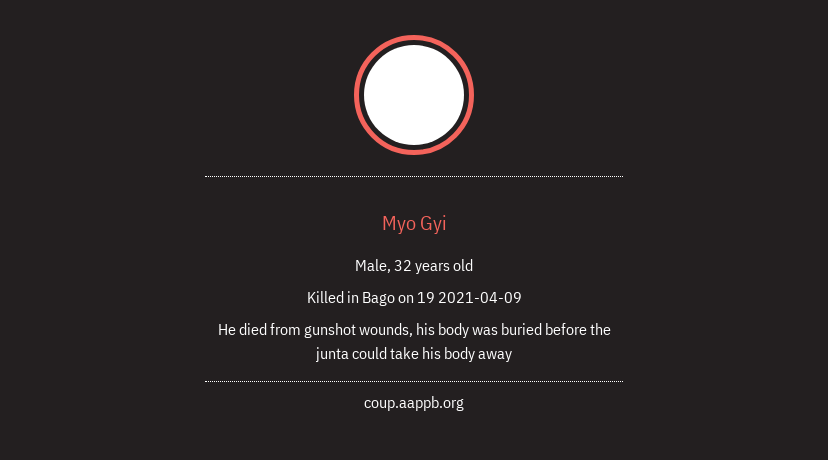 Myo Gyi
Male, 32 years old
Killed in Bago on 19 2021-04-09
He died from gunshot wounds, his body was buried before the
junta could take his body away
coup.aappb.org